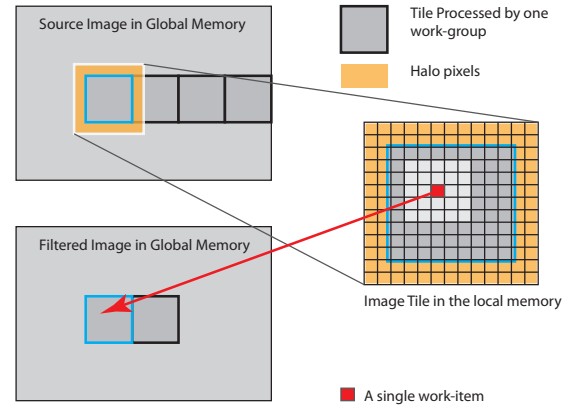 Source Image in Global Memory
Tile Processed by one
work-group
Halo pixels
Filtered Image in Global Memory
Image Tile in the local memory
A single work-item